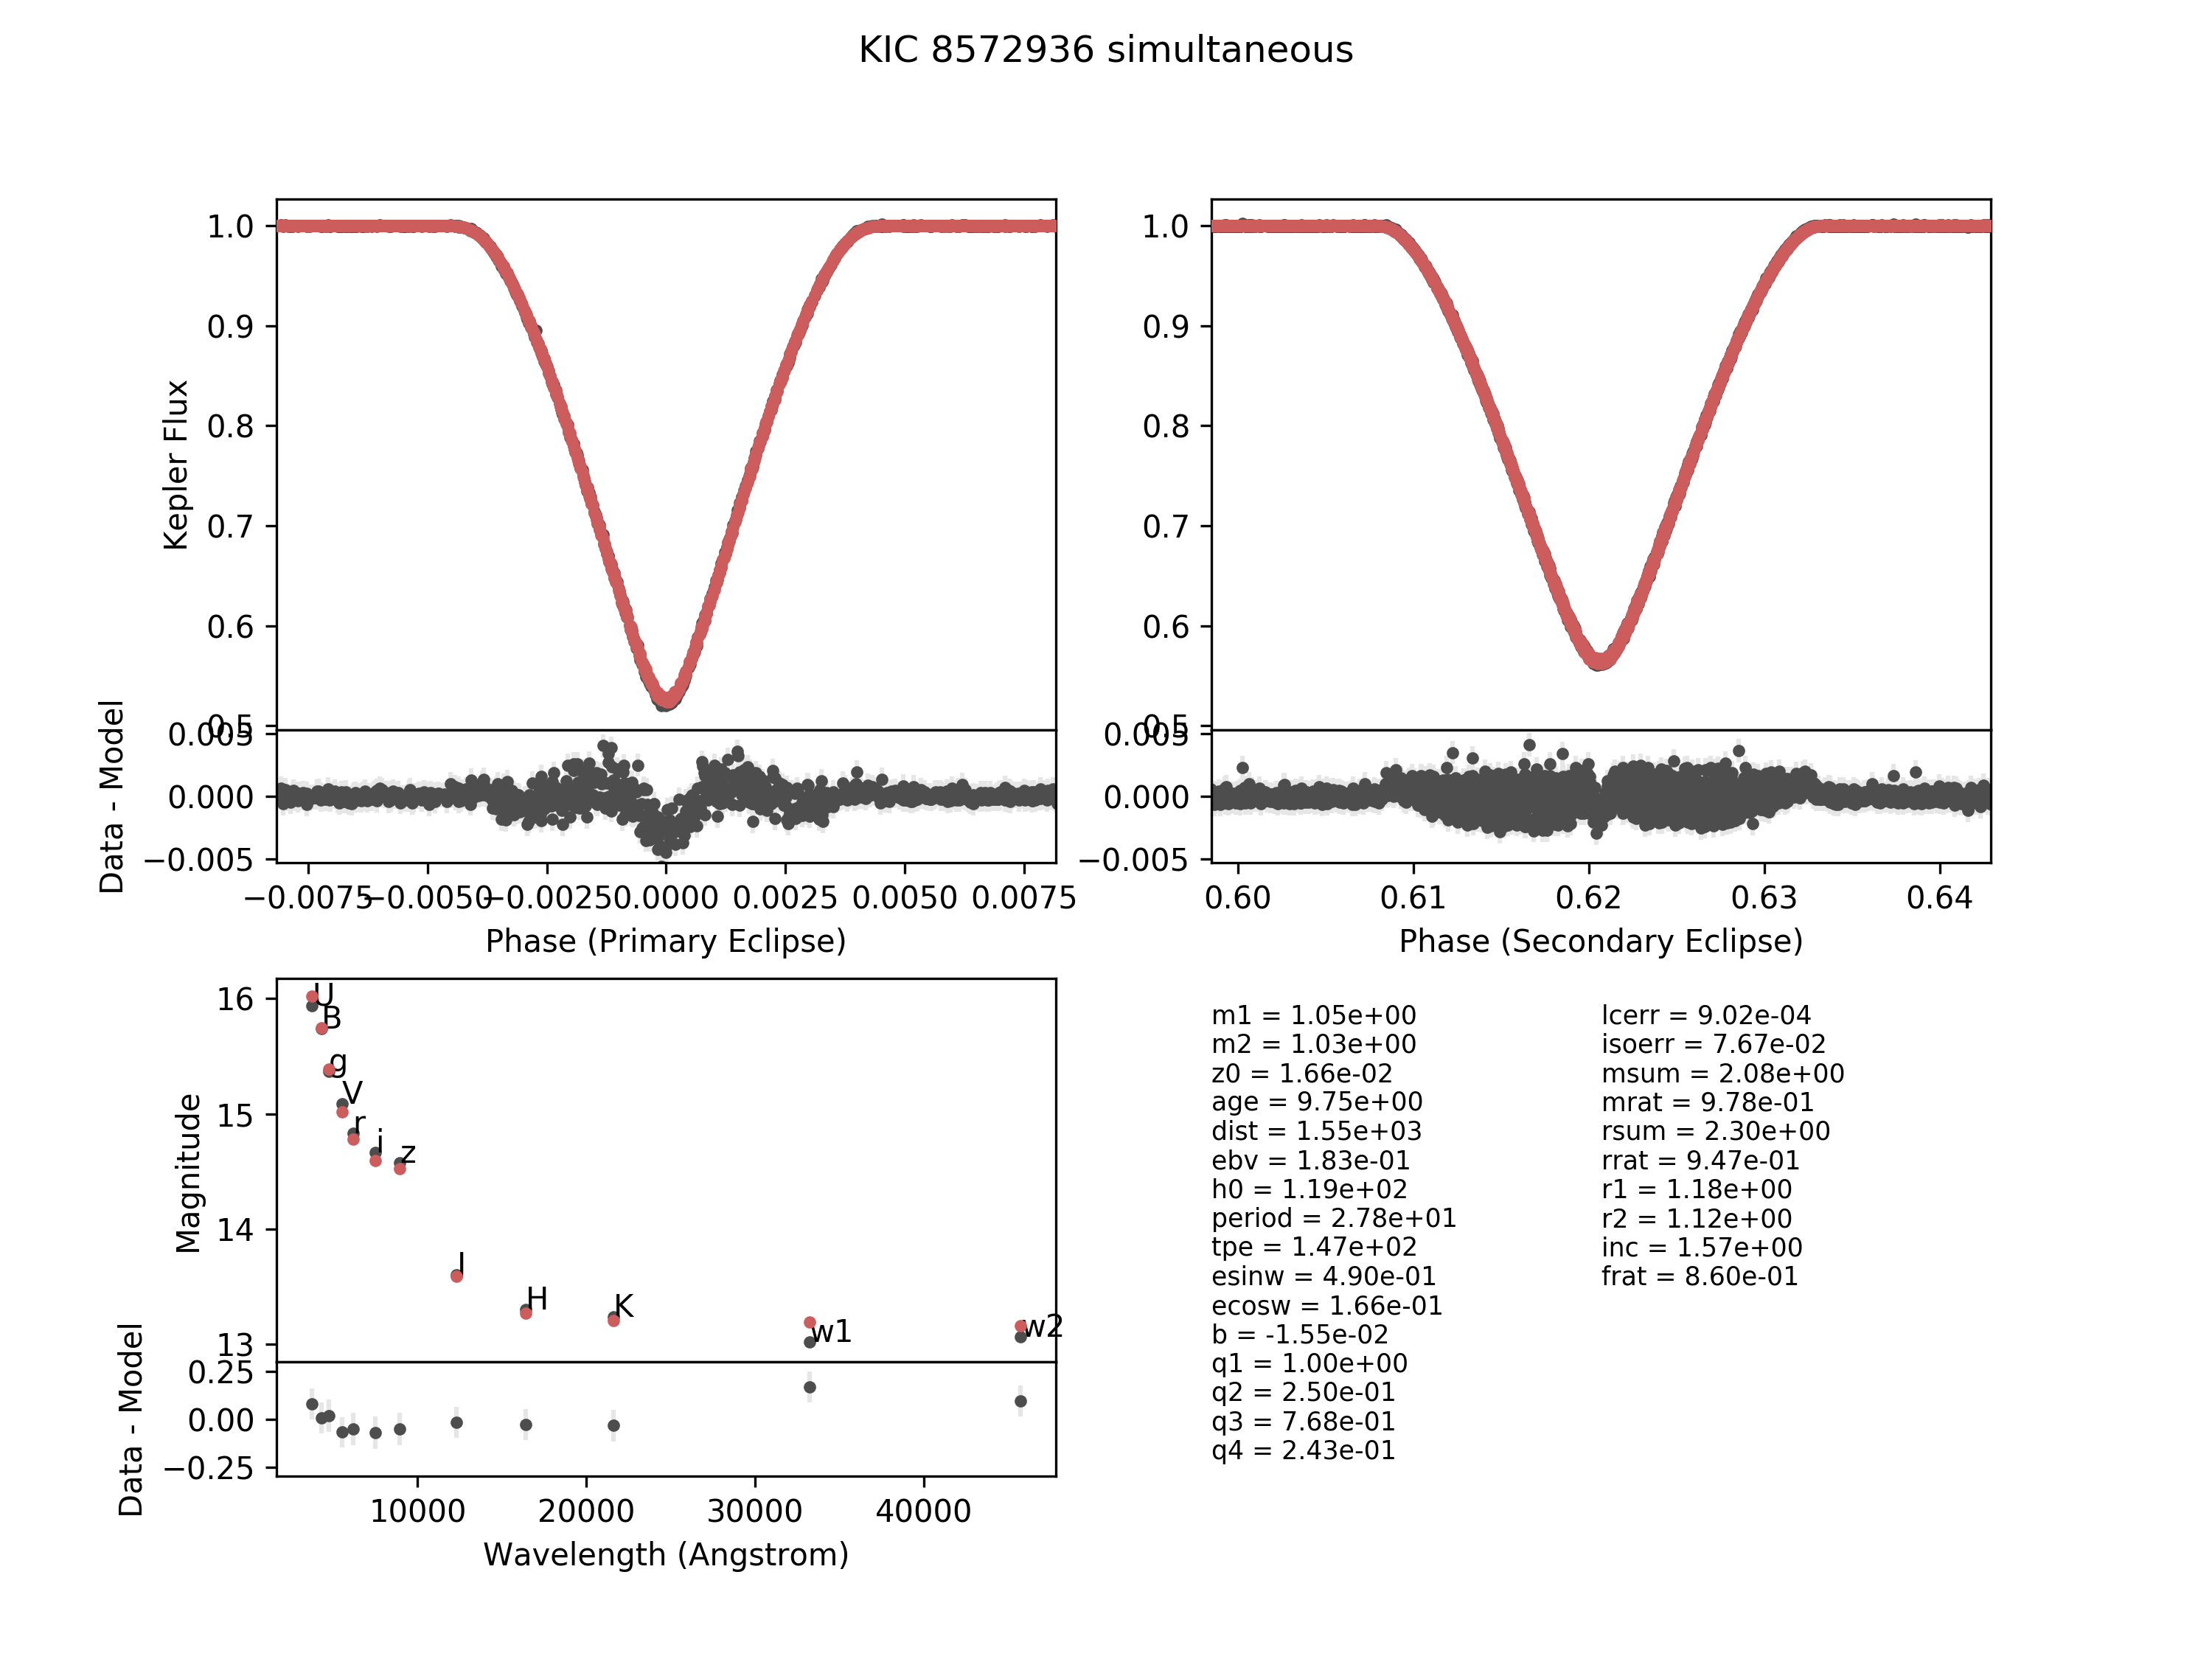 KIC 8572936 simultaneous
1.0
0.9
0.8
0.7
0.6
0.5
Kepler Flux
0.005
0.000
−0.005
Data - Model
−0.0075 −0.0050 −0.0025 0.0000 0.0025 0.0050 0.0075
Phase (Primary Eclipse)
1.0
0.9
0.8
0.7
0.6
0.5
0.005
0.000
−0.005
0.60 0.61 0.62 0.63 0.64
Phase (Secondary Eclipse)
16
15
14
13
Magnitude
U
B
g
V
r
i
z
J
H
K
w1
w2
0.25
0.00
−0.25
Data - Model
10000 20000 30000 40000
Wavelength (Angstrom)
m1 = 1.05e+00
m2 = 1.03e+00
z0 = 1.66e-02
age = 9.75e+00
dist = 1.55e+03
ebv = 1.83e-01
h0 = 1.19e+02
period = 2.78e+01
tpe = 1.47e+02
esinw = 4.90e-01
ecosw = 1.66e-01
b = -1.55e-02
q1 = 1.00e+00
q2 = 2.50e-01
q3 = 7.68e-01
q4 = 2.43e-01
lcerr = 9.02e-04
isoerr = 7.67e-02
msum = 2.08e+00
mrat = 9.78e-01
rsum = 2.30e+00
rrat = 9.47e-01
r1 = 1.18e+00
r2 = 1.12e+00
inc = 1.57e+00
frat = 8.60e-01